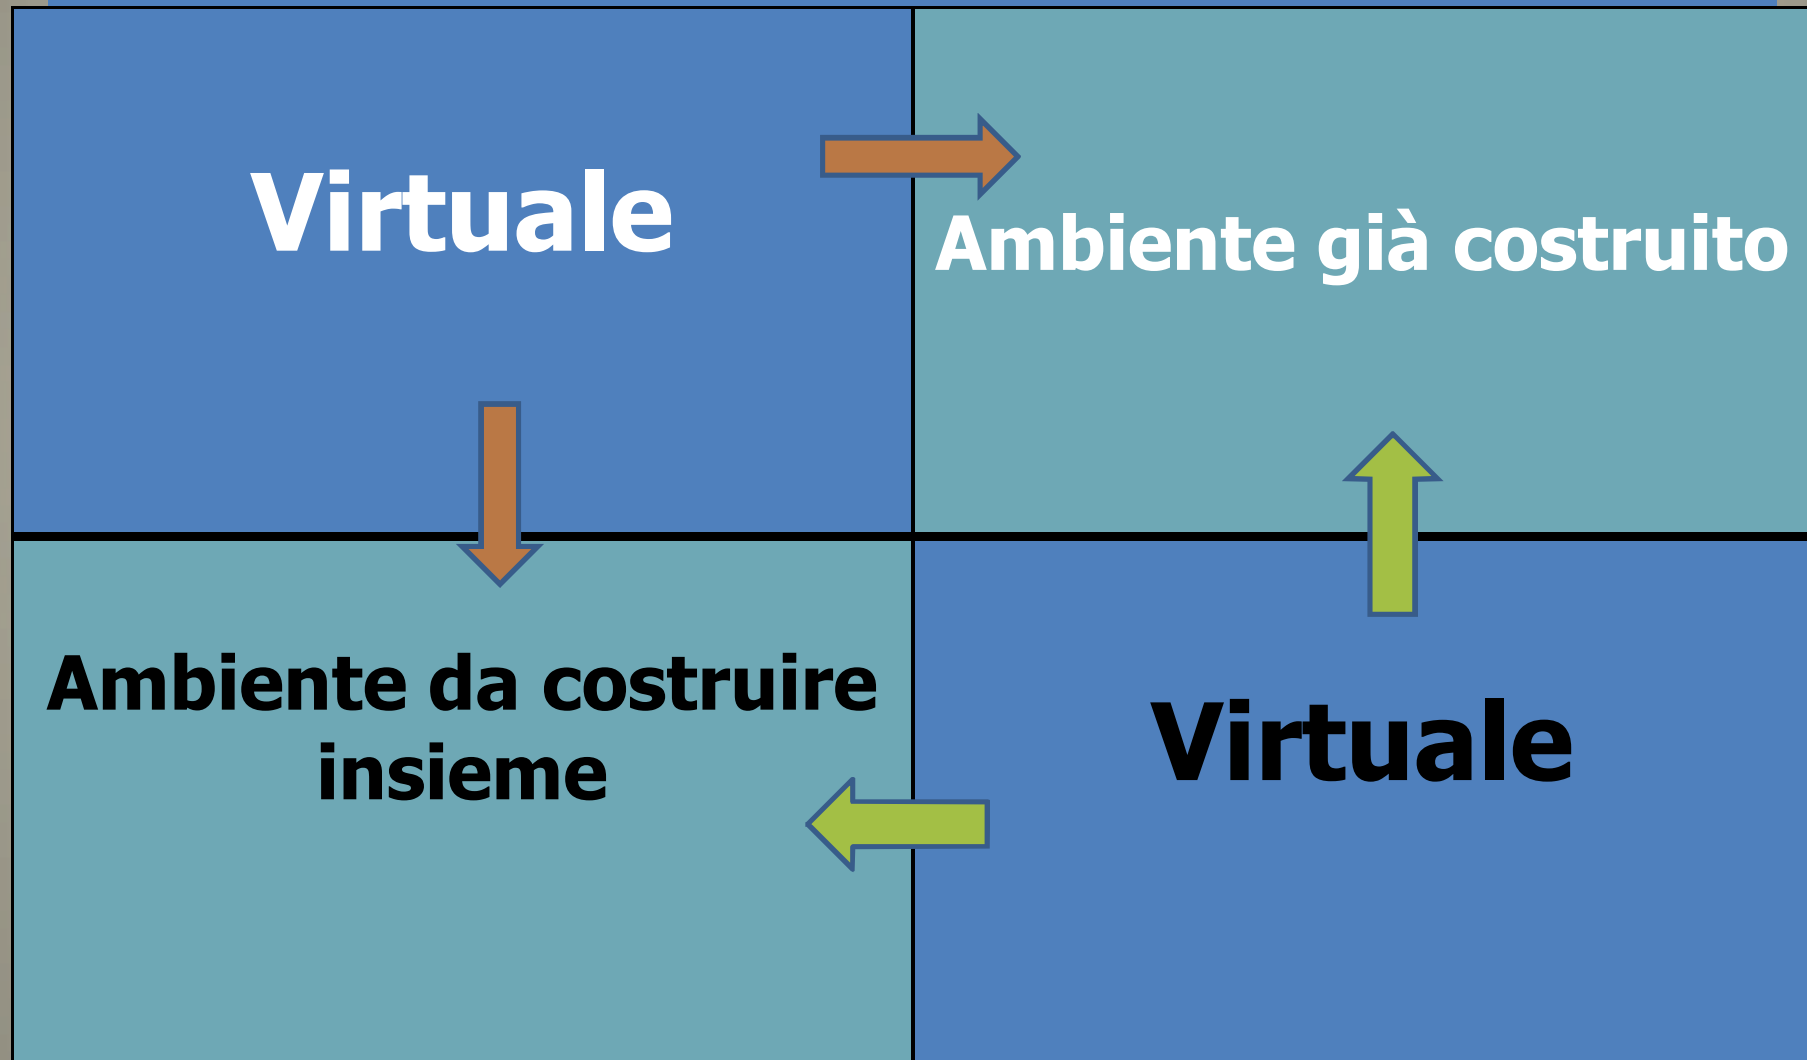 Virtuale
Ambiente già costruito
Ambiente da costruire
insieme
Virtuale